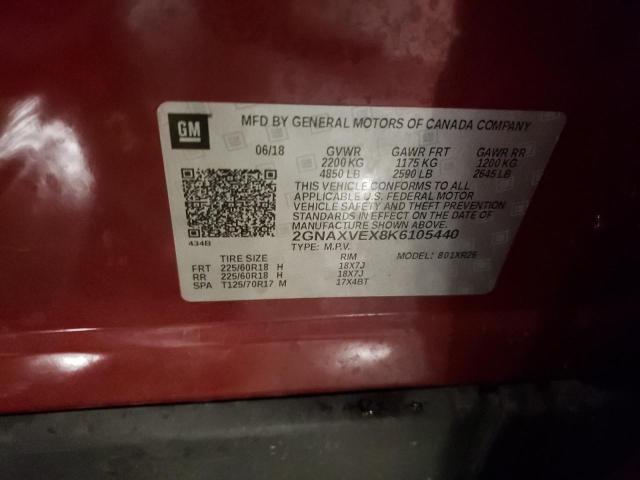 GM
MFD BY GENERAL MOTORS OF CANADA COMPANY
06/18 GVWR GAWR FRT GAWR RR
2200 KG 1175 KG 1200 KG
4850 LB 2590 LB 2645 LB
THIS VEHICLE CONFORMS TO ALL
APPLICABLE U.S. FEDERAL MOTOR
VEHICLE SAFETY AND THEFT PREVENTION
STANDARDS IN EFFECT ON THE DATE OF
MANUFACTURE SHOWN ABOVE.
2GNAXVEX8K6105440
434B
TYPE: M.P.V.
TIRE SIZE RIM MODEL: 801XR26
FRT 225/60R18 H 18X7J
RR 225/60R18 H 18X7J
SPA T125/70R17 M 17X4BT